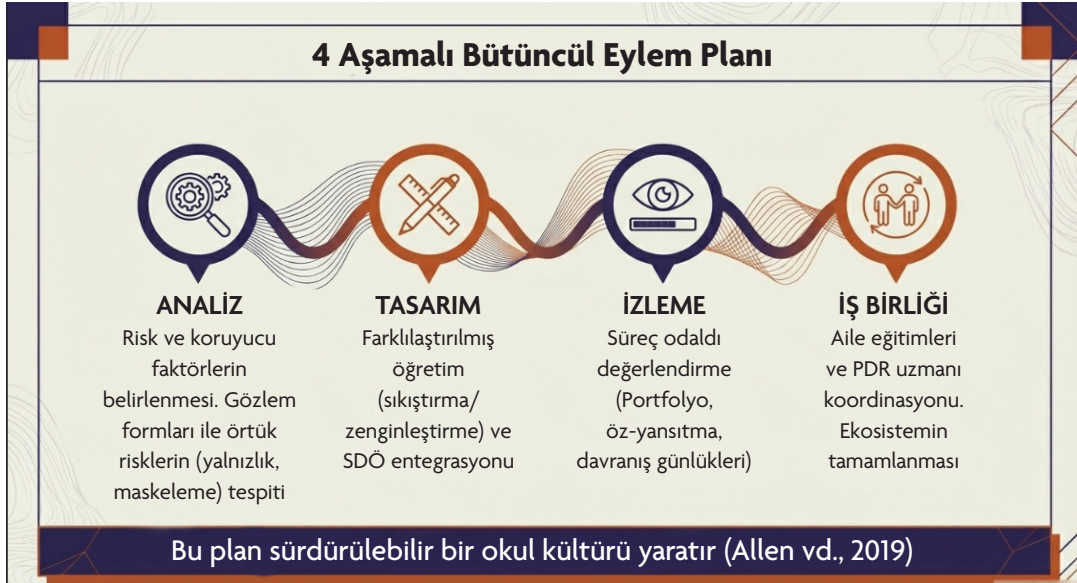 4 Aşamalı Bütüncül Eylem Planı
ANALİZ
Risk ve koruyucu
faktörlerin
belirlenmesi. Gözlem
formları ile örtük
risklerin (yalnızlık,
maskeleme) tespiti
TASARIM
Farklılaştırılmış
öğretim
(sıkıştırma/
zenginleştirme) ve
SDÖ entegrasyonu
İZLEME
Süreç odaldı
değerlendirme
(Portfolyo,
öz-yansıtma,
davranış günlükleri)
İŞ BİRLİĞİ
Aile eğitimleri
ve PDR uzmanı
koordinasyonu.
Ekosistemin
tamamlanması
Bu plan sürdürülebilir bir okul kültürü yaratır (Allen vd., 2019)